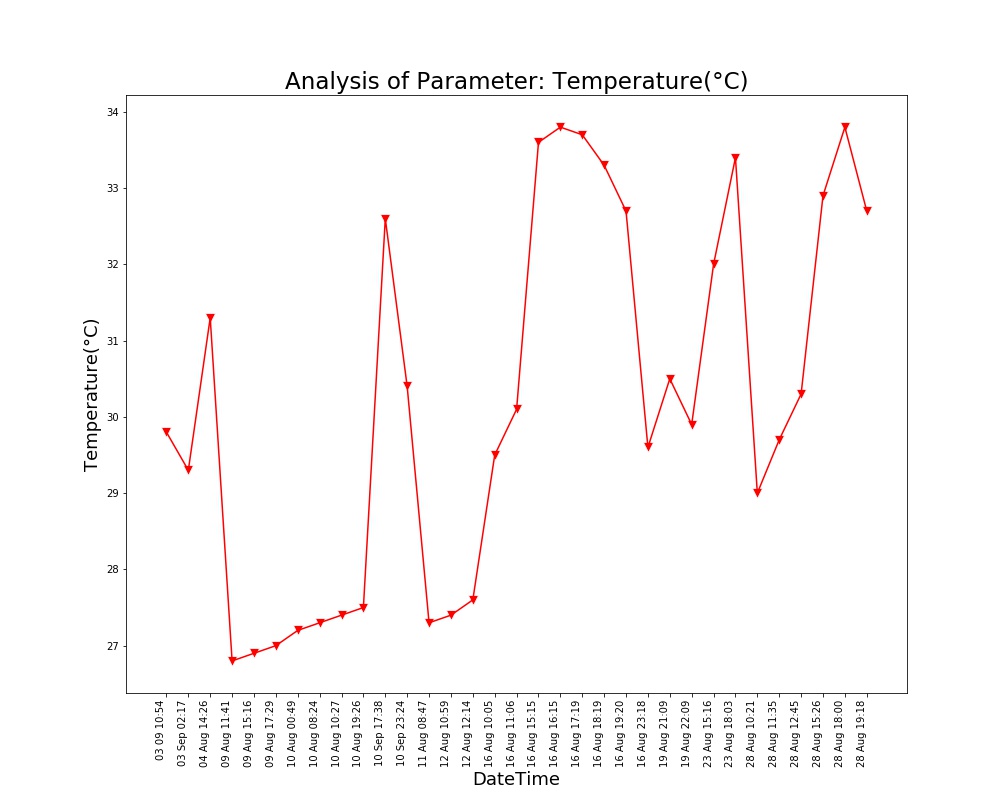 Analysis of Parameter: Temperature(°C)
34
33
32
31
30
29
28
27
Temperature(°C)
03 09 10:54
03 Sep 02:17
04 Aug 14:26
09 Aug 11:41
09 Aug 15:16
09 Aug 17:29
10 Aug 00:49
10 Aug 08:24
10 Aug 10:27
10 Aug 19:26
10 Sep 17:38
10 Sep 23:24
11 Aug 08:47
12 Aug 10:59
12 Aug 12:14
16 Aug 10:05
16 Aug 11:06
16 Aug 15:15
16 Aug 16:15
16 Aug 17:19
16 Aug 18:19
16 Aug 19:20
16 Aug 23:18
19 Aug 21:09
19 Aug 22:09
23 Aug 15:16
23 Aug 18:03
28 Aug 10:21
28 Aug 11:35
28 Aug 12:45
28 Aug 15:26
28 Aug 18:00
28 Aug 19:18
DateTime